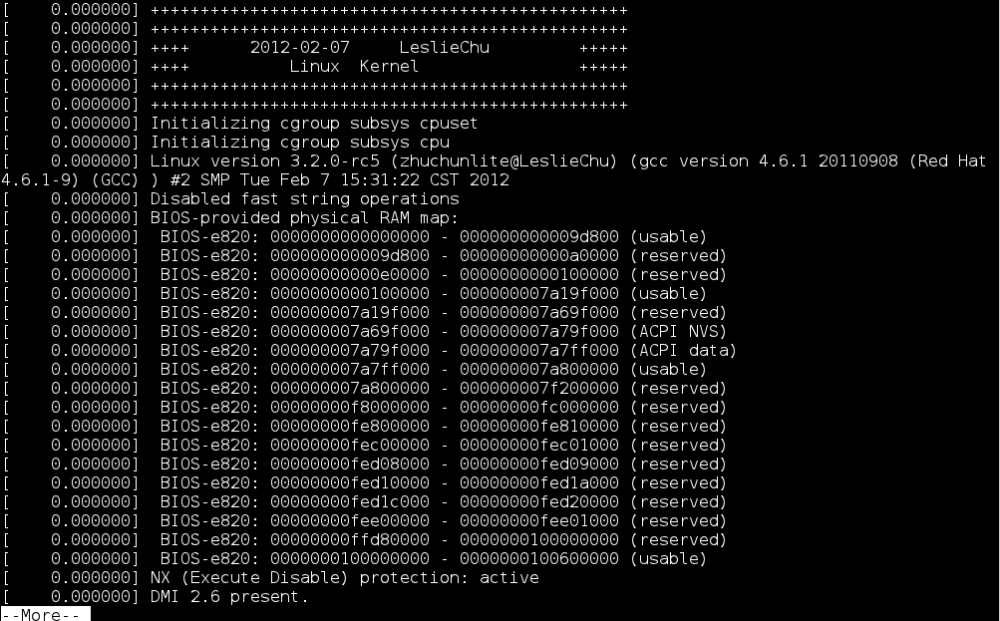 [    0.000000] ++++++++++++++++++++++++++++++++++++++++++++++++
[    0.000000] ++++++++++++++++++++++++++++++++++++++++++++++++
[    0.000000] ++++      2012-02-07     LeslieChu         +++++
[    0.000000] ++++          Linux  Kernel                +++++
[    0.000000] ++++++++++++++++++++++++++++++++++++++++++++++++
[    0.000000] ++++++++++++++++++++++++++++++++++++++++++++++++
[    0.000000] Initializing cgroup subsys cpuset
[    0.000000] Initializing cgroup subsys cpu
[    0.000000] Linux version 3.2.0-rc5 (zhuchunlite@LeslieChu) (gcc version 4.6.1 20110908 (Red Hat
4.6.1-9) (GCC) ) #2 SMP Tue Feb 7 15:31:22 CST 2012
[    0.000000] Disabled fast string operations
[    0.000000] BIOS-provided physical RAM map:
[    0.000000]  BIOS-e820: 0000000000000000 - 000000000009d800 (usable)
[    0.000000]  BIOS-e820: 000000000009d800 - 00000000000a0000 (reserved)
[    0.000000]  BIOS-e820: 00000000000e0000 - 0000000000100000 (reserved)
[    0.000000]  BIOS-e820: 0000000000100000 - 000000007a19f000 (usable)
[    0.000000]  BIOS-e820: 000000007a19f000 - 000000007a69f000 (reserved)
[    0.000000]  BIOS-e820: 000000007a69f000 - 000000007a79f000 (ACPI NVS)
[    0.000000]  BIOS-e820: 000000007a79f000 - 000000007a7ff000 (ACPI data)
[    0.000000]  BIOS-e820: 000000007a7ff000 - 000000007a800000 (usable)
[    0.000000]  BIOS-e820: 000000007a800000 - 000000007f200000 (reserved)
[    0.000000]  BIOS-e820: 00000000f8000000 - 00000000fc000000 (reserved)
[    0.000000]  BIOS-e820: 00000000fe800000 - 00000000fe810000 (reserved)
[    0.000000]  BIOS-e820: 00000000fec00000 - 00000000fec01000 (reserved)
[    0.000000]  BIOS-e820: 00000000fed08000 - 00000000fed09000 (reserved)
[    0.000000]  BIOS-e820: 00000000fed10000 - 00000000fed1a000 (reserved)
[    0.000000]  BIOS-e820: 00000000fed1c000 - 00000000fed20000 (reserved)
[    0.000000]  BIOS-e820: 00000000fee00000 - 00000000fee01000 (reserved)
[    0.000000]  BIOS-e820: 00000000ffd80000 - 0000000100000000 (reserved)
[    0.000000]  BIOS-e820: 0000000100000000 - 0000000100600000 (usable)
[    0.000000] NX (Execute Disable) protection: active
[    0.000000] DMI 2.6 present.
--More--